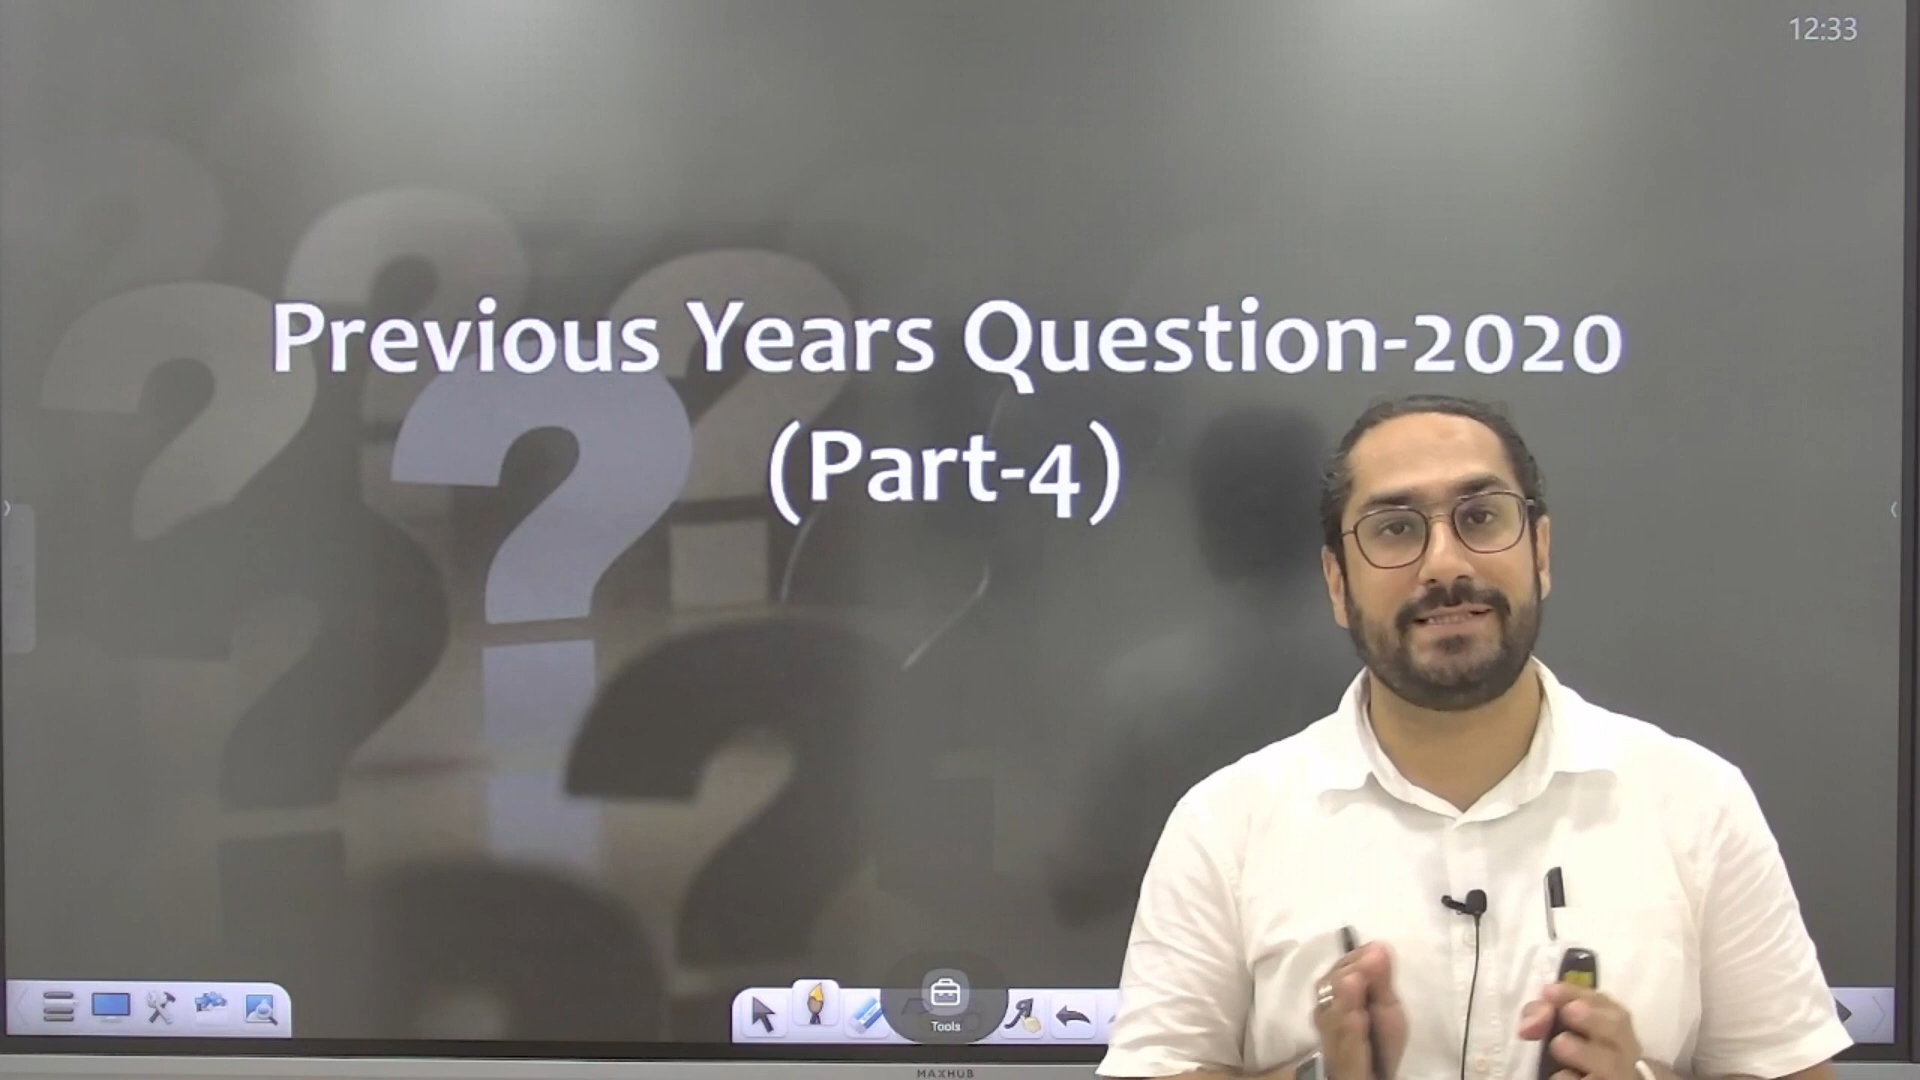 12:33
Previous Years Question-2020
(Part-4)
Tools
MAXHUB